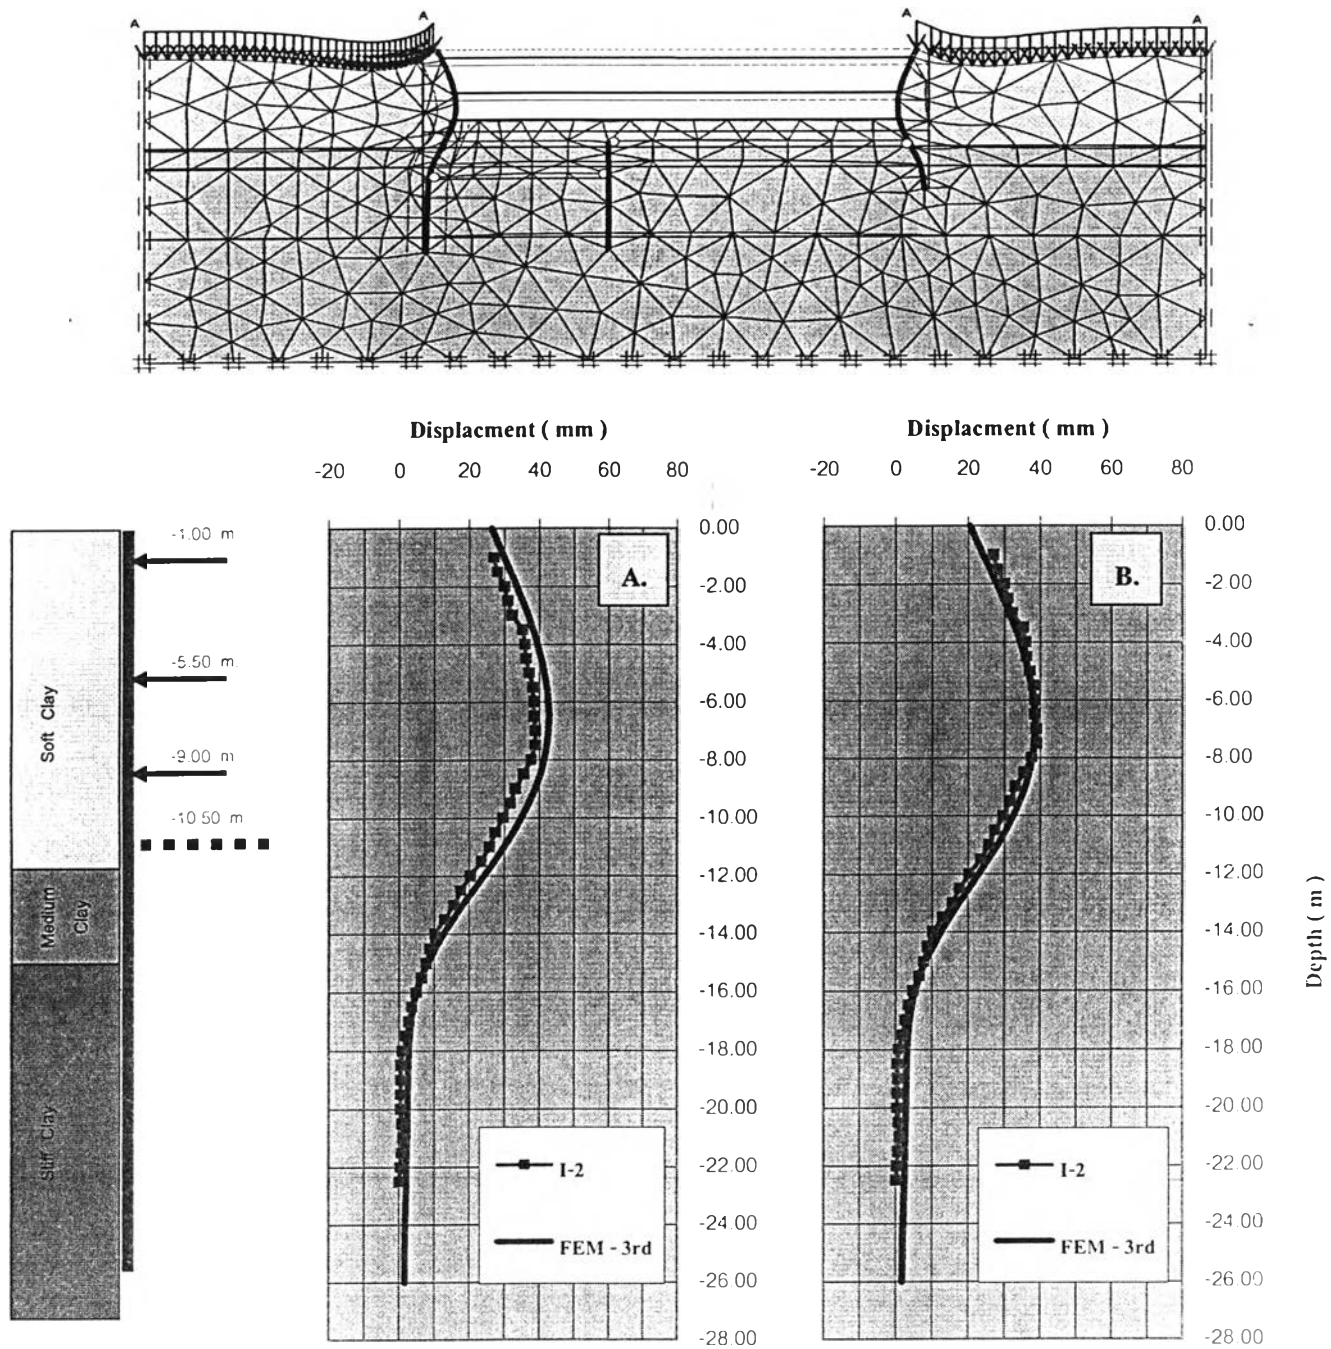 A
A
A
A
Displacment ( mm )
Displacment ( mm )
-20 0 20 40 60 80
-20 0 20 40 60 80
-1.00 m
-5.50 m
-9.00 m
-10.50 m
Soft Clay
Medium Clay
Stiff Clay
A.
0.00
-2.00
-4.00
-6.00
-8.00
-10.00
-12.00
-14.00
-16.00
-18.00
-20.00
-22.00
-24.00
-26.00
-28.00
I-2
FEM - 3rd
B.
0.00
-2.00
-4.00
-6.00
-8.00
-10.00
-12.00
-14.00
-16.00
-18.00
-20.00
-22.00
-24.00
-26.00
-28.00
I-2
FEM - 3rd
Depth ( m )